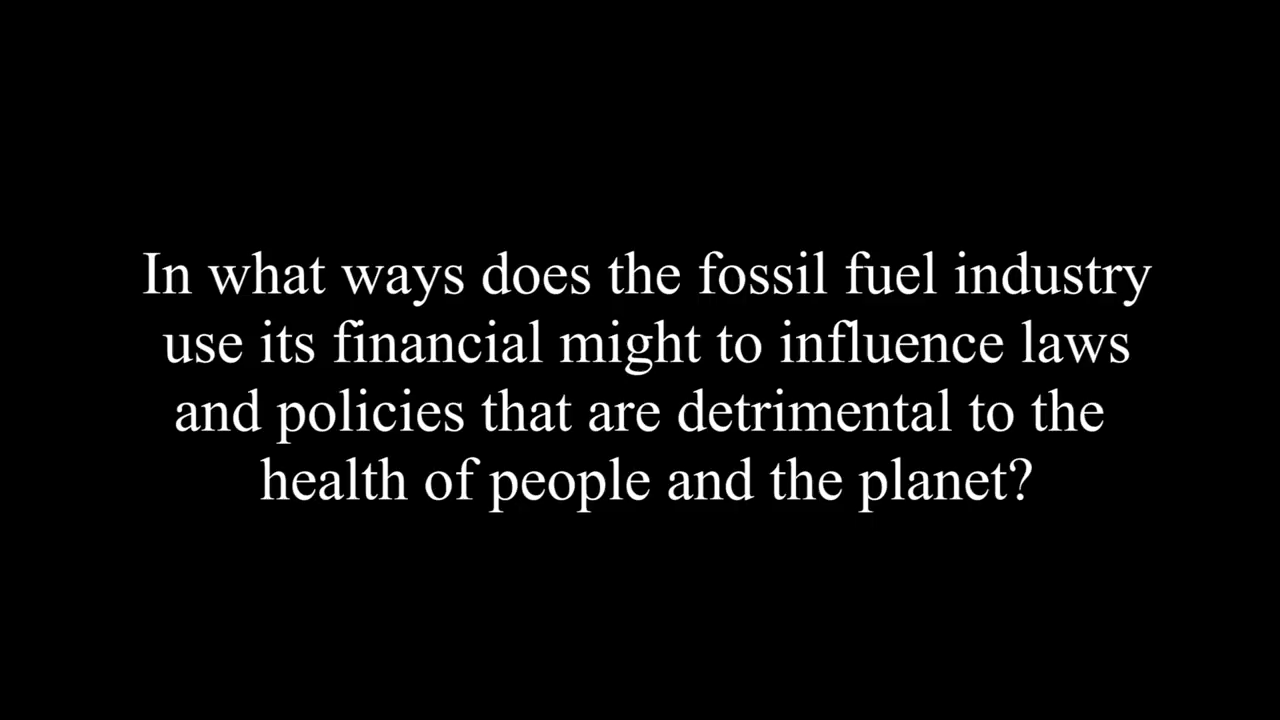 In what ways does the fossil fuel industry
use its financial might to influence laws
and policies that are detrimental to the
health of people and the planet?